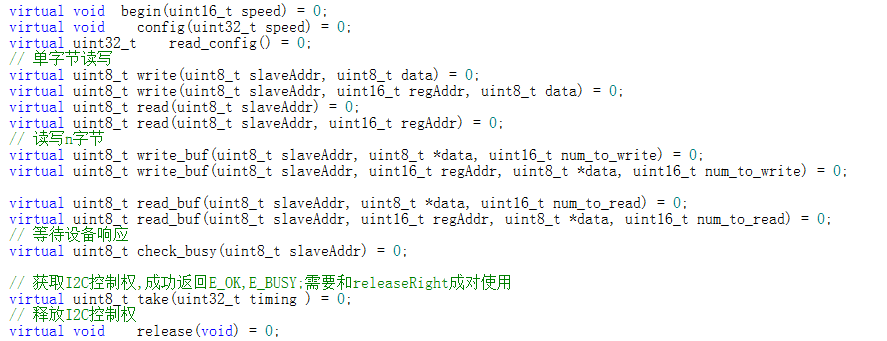 virtual void  begin(uint16_t speed) = 0;
virtual void    config(uint32_t speed) = 0;
virtual uint32_t    read_config() = 0;
// 单字节读写
virtual uint8_t write(uint8_t slaveAddr, uint8_t data) = 0;
virtual uint8_t write(uint8_t slaveAddr, uint16_t regAddr, uint8_t data) = 0;
virtual uint8_t read(uint8_t slaveAddr) = 0;
virtual uint8_t read(uint8_t slaveAddr, uint16_t regAddr) = 0;
// 读写n字节
virtual uint8_t write_buf(uint8_t slaveAddr, uint8_t *data, uint16_t num_to_write) = 0;
virtual uint8_t write_buf(uint8_t slaveAddr, uint16_t regAddr, uint8_t *data, uint16_t num_to_write) = 0;
virtual uint8_t read_buf(uint8_t slaveAddr, uint8_t *data, uint16_t num_to_read) = 0;
virtual uint8_t read_buf(uint8_t slaveAddr, uint16_t regAddr, uint8_t *data, uint16_t num_to_read) = 0;
// 等待设备响应
virtual uint8_t check_busy(uint8_t slaveAddr) = 0;
// 获取I2C控制权,成功返回E_OK,E_BUSY;需要和releaseRight成对使用
virtual uint8_t take(uint32_t timing ) = 0;
// 释放I2C控制权
virtual void    release(void) = 0;